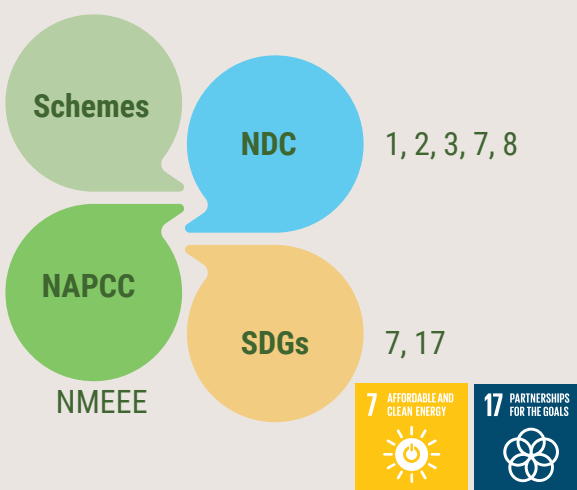 Schemes
NDC
1, 2, 3, 7, 8
NAPCC
NMEEE
SDGs
7, 17
7 AFFORDABLE AND
CLEAN ENERGY
17 PARTNERSHIPS
FOR THE GOALS